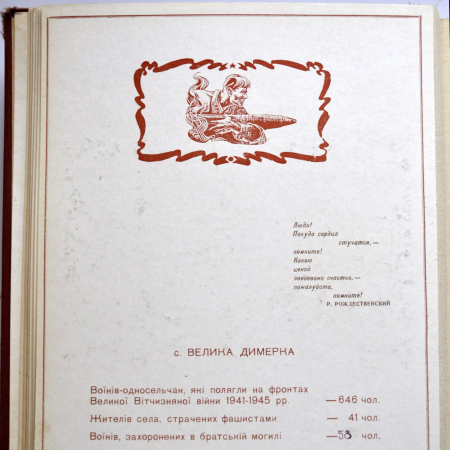 Люди!
Покуда сердца
стучатся,—
помните!
Какою
ценой
завоевано счастье,—
пожалуйста,
помните!
Р. РОЖДЕСТВЕНСКИЙ
с. ВЕЛИКА ДИМЕРКА
Воїнів-односельчан, які полягли на фронтах
Великої Вітчизняної війни 1941-1945 рр. —646 чол.
Жителів села, страчених фашистами — 41 чол.
Воїнів, захоронених в братській могилі — чол.